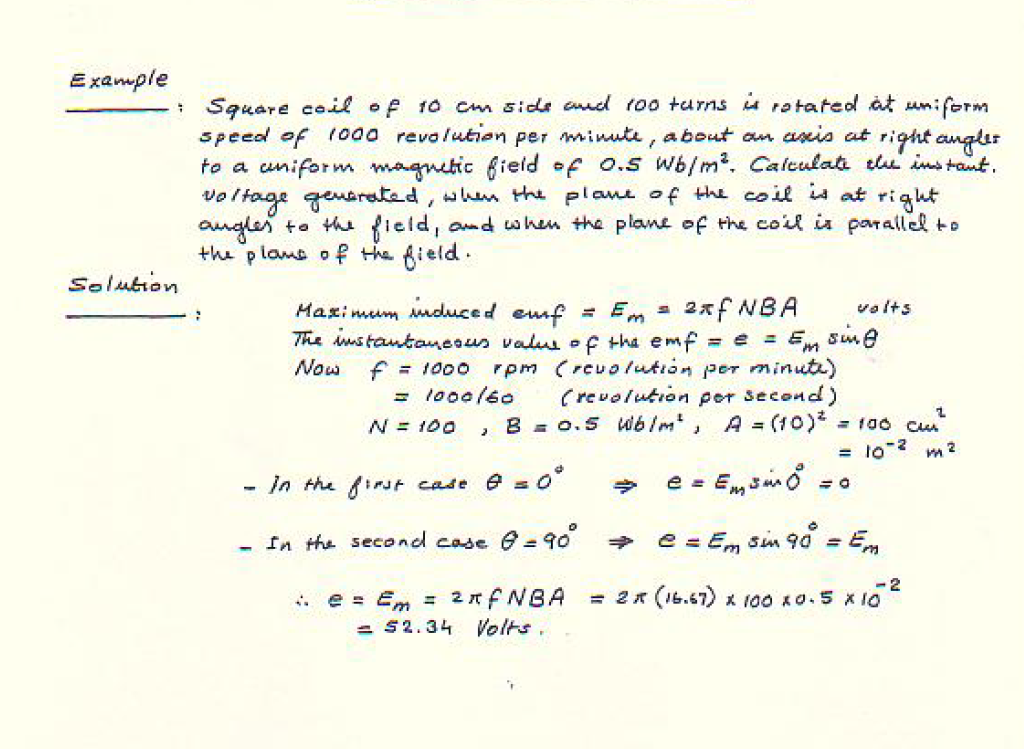 Example
: Square coil of 10 cm side and 100 turns is rotated at uniform
speed of 1000 revolution per minute, about an axis at right angles
to a uniform magnetic field of 0.5 Wb/m². Calculate the instant.
voltage generated, when the plane of the coil is at right
angles to the field, and when the plane of the coil is parallel to
the plane of the field.
Solution
: Maximum induced emf = Em = 2πf NBA volts
The instantaneous value of the emf = e = Em sinθ
Now f = 1000 rpm (revolution per minute)
= 1000/60 (revolution per second)
N = 100 , B = 0.5 Wb/m² , A = (10)² = 100 cm²
= 10⁻² m²
- In the first case θ = 0° ⇒ e = Em sin 0° = 0
- In the second case θ = 90° ⇒ e = Em sin 90° = Em
∴ e = Em = 2πf NBA = 2π (16.67) x 100 x 0.5 x 10⁻²
= 52.34 Volts.